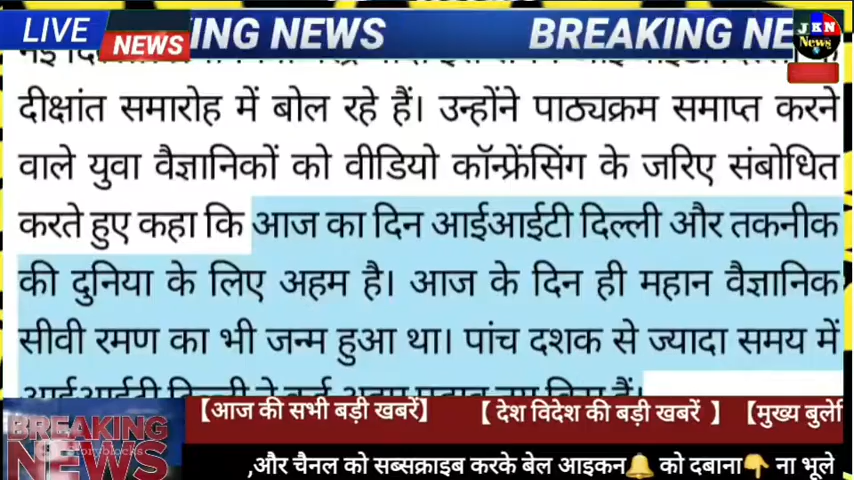 LIVE
NEWS
ING NEWS
BREAKING NE
JKN
News
दीक्षांत समारोह में बोल रहे हैं। उन्होंने पाठ्यक्रम समाप्त करने
वाले युवा वैज्ञानिकों को वीडियो कॉन्फ्रेंसिंग के जरिए संबोधित
करते हुए कहा कि आज का दिन आईआईटी दिल्ली और तकनीक
की दुनिया के लिए अहम है। आज के दिन ही महान वैज्ञानिक
सीवी रमण का भी जन्म हुआ था। पांच दशक से ज्यादा समय में
【आज की सभी बड़ी खबरें】 【 देश विदेश की बड़ी खबरें 】 【मुख्य बुले
BREAKING
Storyblocks
NEWS
,और चैनल को सब्सक्राइब करके बेल आइकन🔔 को दबाना👇 ना भूले